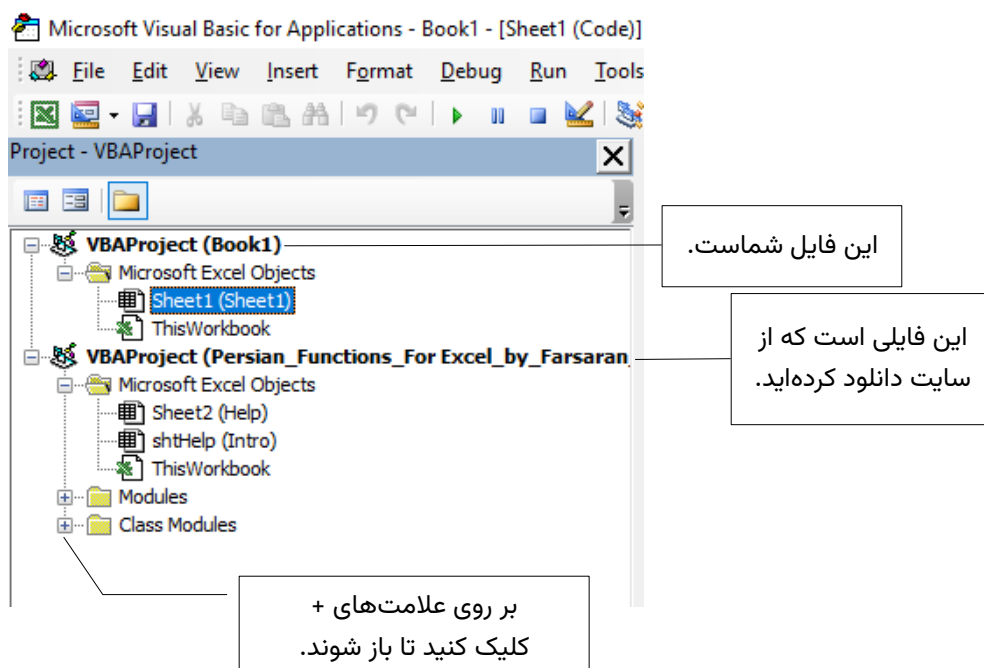 Microsoft Visual Basic for Applications - Book1 - [Sheet1 (Code)]
File Edit View Insert Format Debug Run Tools
Project - VBAProject
VBAProject (Book1)
Microsoft Excel Objects
Sheet1 (Sheet1)
ThisWorkbook
VBAProject (Persian_Functions_For Excel_by_Farsaran_
Microsoft Excel Objects
Sheet2 (Help)
shtHelp (Intro)
ThisWorkbook
Modules
Class Modules
این فایل شماست.
این فایلی است که از
سایت دانلود کرده‌اید.
بر روی علامت‌های +
کلیک کنید تا باز شوند.